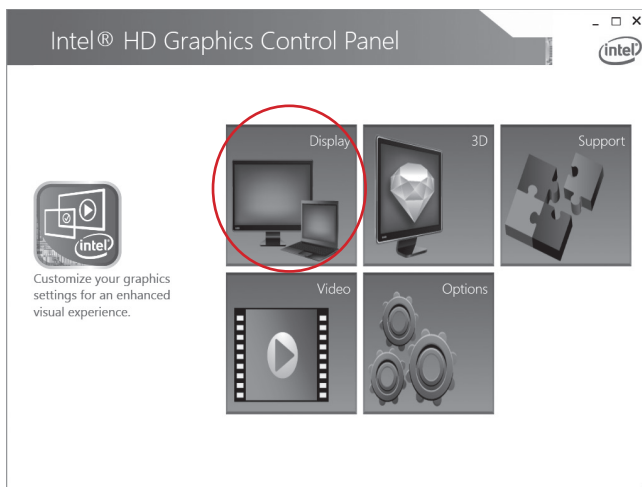 Intel® HD Graphics Control Panel
intel
Display
3D
Support
intel
Customize your graphics
settings for an enhanced
visual experience.
Video
Options